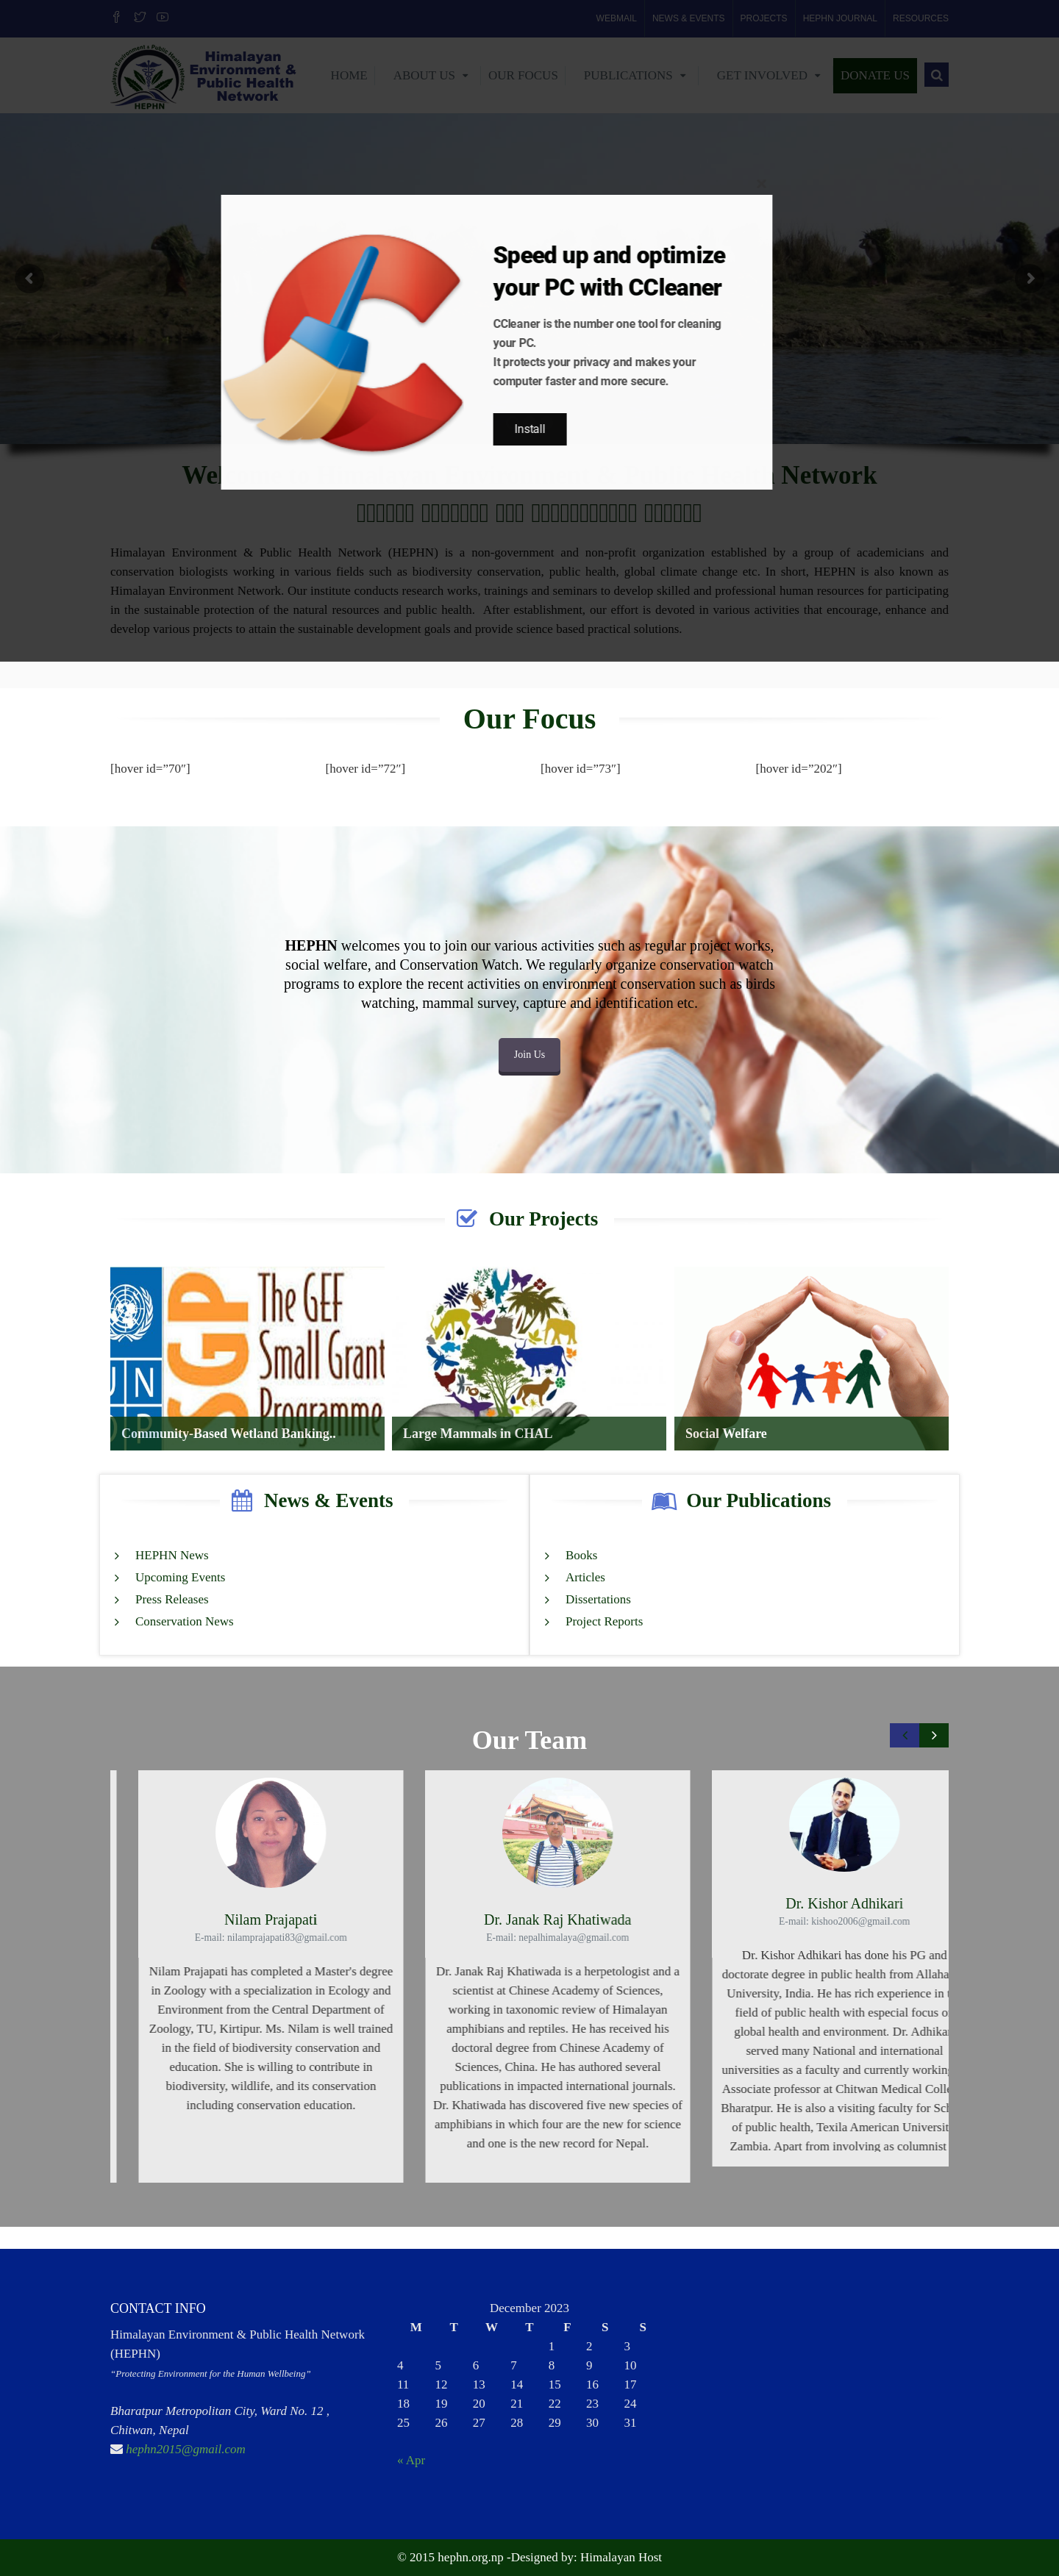 WEBMAIL NEWS & EVENTS PROJECTS HEPHN JOURNAL RESOURCES
Himalayan
Environment &
Public Health
Network
HEPHN
HOME ABOUT US OUR FOCUS PUBLICATIONS GET INVOLVED DONATE US
Speed up and optimize
your PC with CCleaner
CCleaner is the number one tool for cleaning
your PC.
It protects your privacy and makes your
computer faster and more secure.
Install
Network
Himalayan Environment & Public Health Network (HEPHN) is a non-government and non-profit organization established by a group of academicians and
conservation biologists working in various fields such as biodiversity conservation, public health, global climate change etc. In short, HEPHN is also known as
Himalayan Environment Network. Our institute conducts research works, trainings and seminars to develop skilled and professional human resources for participating
in the sustainable protection of the natural resources and public health. After establishment, our effort is devoted in various activities that encourage, enhance and
develop various projects to attain the sustainable development goals and provide science based practical solutions.
Our Focus
[hover id=”70″] [hover id=”72″] [hover id=”73″] [hover id=”202″]
HEPHN welcomes you to join our various activities such as regular project works,
social welfare, and Conservation Watch. We regularly organize conservation watch
programs to explore the recent activities on environment conservation such as birds
watching, mammal survey, capture and identification etc.
Join Us
Our Projects
The GEF
Small Grant
Programme
SGP
UN
DP
Community-Based Wetland Banking..
Large Mammals in CHAL
Social Welfare
News & Events
HEPHN News
Upcoming Events
Press Releases
Conservation News
Our Publications
Books
Articles
Dissertations
Project Reports
Our Team
Nilam Prajapati
E-mail: nilamprajapati83@gmail.com
Nilam Prajapati has completed a Master's degree
in Zoology with a specialization in Ecology and
Environment from the Central Department of
Zoology, TU, Kirtipur. Ms. Nilam is well trained
in the field of biodiversity conservation and
education. She is willing to contribute in
biodiversity, wildlife, and its conservation
including conservation education.
Dr. Janak Raj Khatiwada
E-mail: nepalhimalaya@gmail.com
Dr. Janak Raj Khatiwada is a herpetologist and a
scientist at Chinese Academy of Sciences,
working in taxonomic review of Himalayan
amphibians and reptiles. He has received his
doctoral degree from Chinese Academy of
Sciences, China. He has authored several
publications in impacted international journals.
Dr. Khatiwada has discovered five new species of
amphibians in which four are the new for science
and one is the new record for Nepal.
Dr. Kishor Adhikari
E-mail: kishoo2006@gmail.com
Dr. Kishor Adhikari has done his PG and
doctorate degree in public health from Allaha
University, India. He has rich experience in
field of public health with especial focus o
global health and environment. Dr. Adhika
served many National and international
universities as a faculty and currently working
Associate professor at Chitwan Medical Colle
Bharatpur. He is also a visiting faculty for Sch
of public health, Texila American Universit
Zambia. Apart from involving as columnist
CONTACT INFO
Himalayan Environment & Public Health Network
(HEPHN)
“Protecting Environment for the Human Wellbeing”
Bharatpur Metropolitan City, Ward No. 12 ,
Chitwan, Nepal
hephn2015@gmail.com
December 2023
M T W T F S S
1 2 3
4 5 6 7 8 9 10
11 12 13 14 15 16 17
18 19 20 21 22 23 24
25 26 27 28 29 30 31
« Apr
© 2015 hephn.org.np -Designed by: Himalayan Host